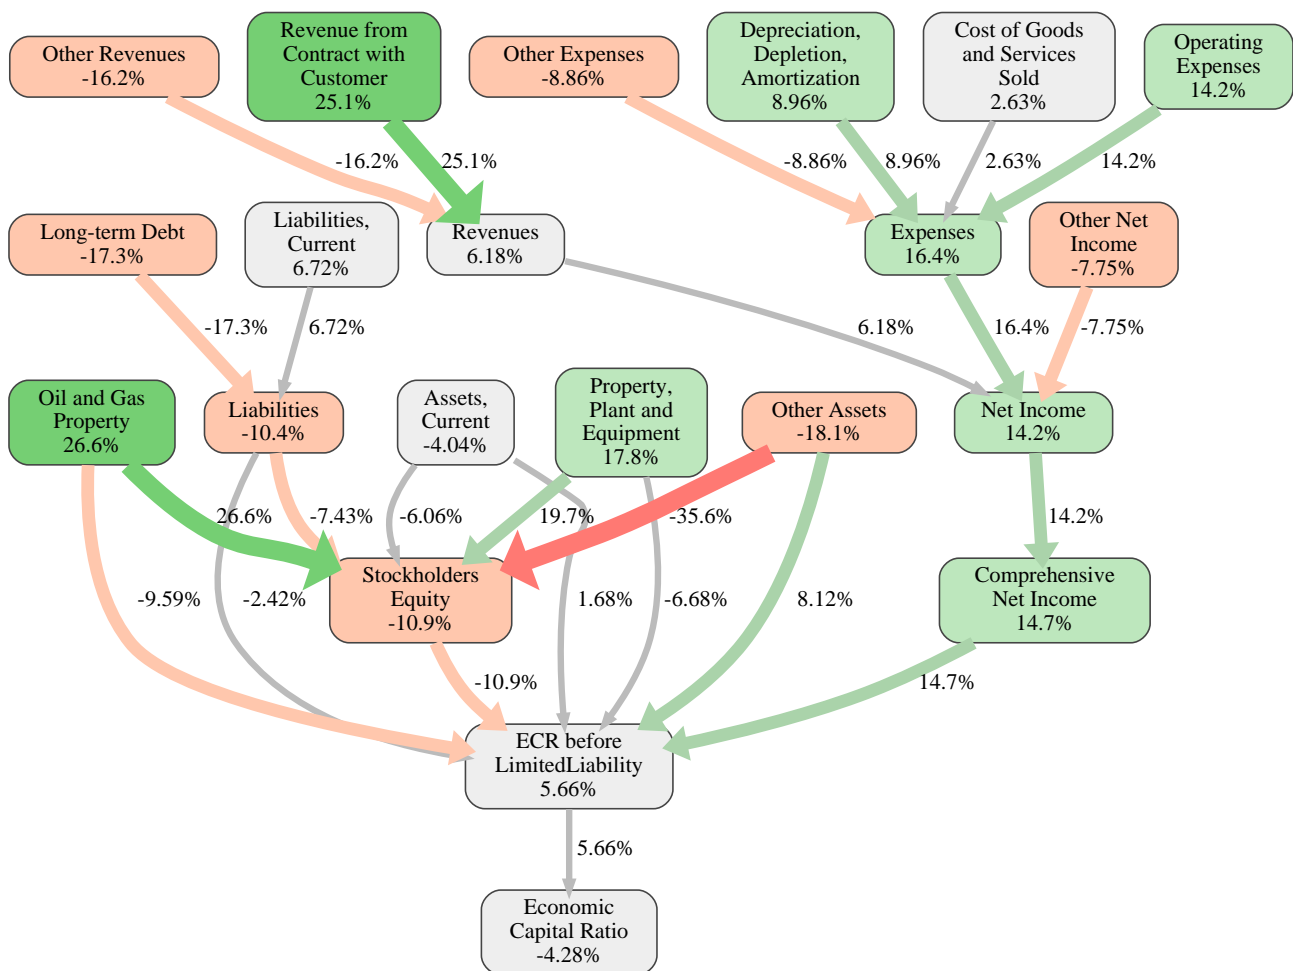 Other Revenues
-16.2%
Revenue from
Contract with
Customer
25.1%
Other Expenses
-8.86%
Depreciation,
Depletion,
Amortization
8.96%
Cost of Goods
and Services
Sold
2.63%
Operating
Expenses
14.2%
-16.2%
25.1%
-8.86%
8.96%
2.63%
14.2%
Long-term Debt
-17.3%
Liabilities,
Current
6.72%
Revenues
6.18%
Expenses
16.4%
Other Net
Income
-7.75%
-17.3%
6.72%
6.18%
16.4%
-7.75%
Oil and Gas
Property
26.6%
Liabilities
-10.4%
Assets,
Current
-4.04%
Property,
Plant and
Equipment
17.8%
Other Assets
-18.1%
Net Income
14.2%
26.6%
-7.43%
-6.06%
19.7%
-35.6%
14.2%
Stockholders
Equity
-10.9%
Comprehensive
Net Income
14.7%
-9.59%
-2.42%
1.68%
-6.68%
8.12%
-10.9%
14.7%
ECR before
LimitedLiability
5.66%
5.66%
Economic
Capital Ratio
-4.28%